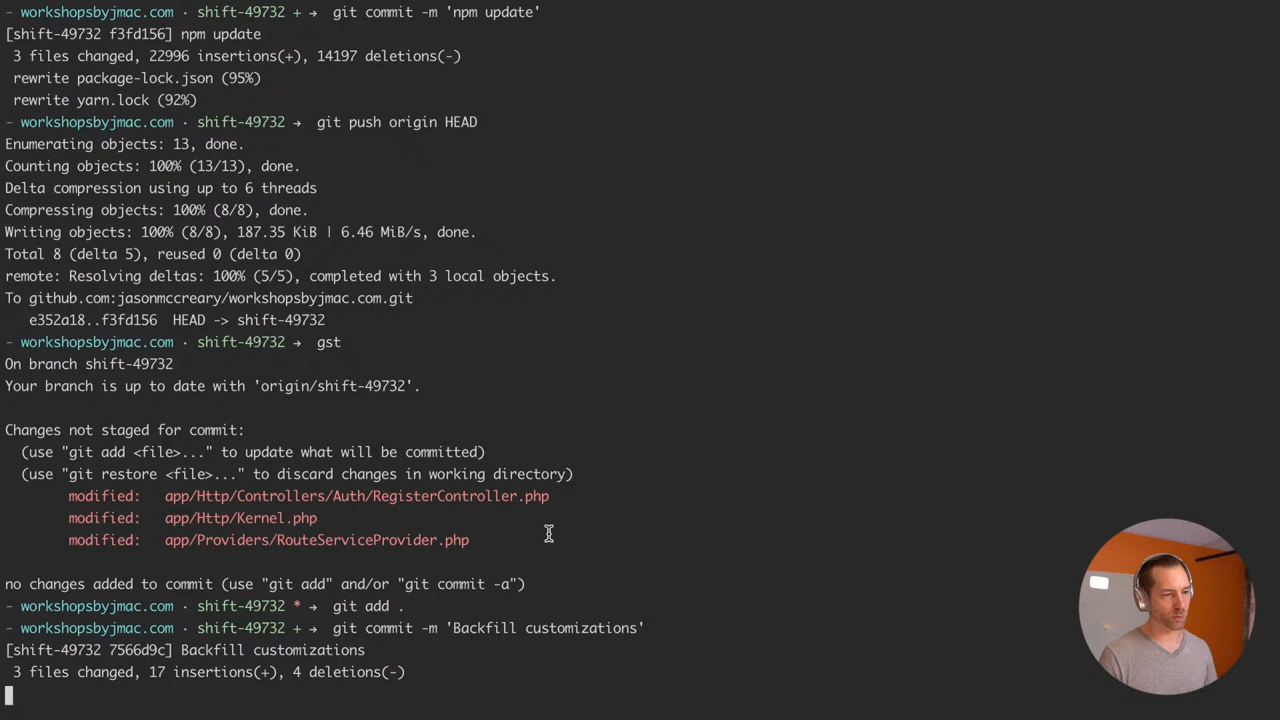 – workshopsbyjmac.com · shift-49732 + → git commit -m 'npm update'
[shift-49732 f3fd156] npm update
3 files changed, 22996 insertions(+), 14197 deletions(-)
rewrite package-lock.json (95%)
rewrite yarn.lock (92%)
– workshopsbyjmac.com · shift-49732 → git push origin HEAD
Enumerating objects: 13, done.
Counting objects: 100% (13/13), done.
Delta compression using up to 6 threads
Compressing objects: 100% (8/8), done.
Writing objects: 100% (8/8), 187.35 KiB | 6.46 MiB/s, done.
Total 8 (delta 5), reused 0 (delta 0)
remote: Resolving deltas: 100% (5/5), completed with 3 local objects.
To github.com:jasonmccreary/workshopsbyjmac.com.git
e352a18..f3fd156 HEAD -> shift-49732
– workshopsbyjmac.com · shift-49732 → gst
On branch shift-49732
Your branch is up to date with 'origin/shift-49732'.
Changes not staged for commit:
(use "git add <file>..." to update what will be committed)
(use "git restore <file>..." to discard changes in working directory)
modified: app/Http/Controllers/Auth/RegisterController.php
modified: app/Http/Kernel.php
modified: app/Providers/RouteServiceProvider.php
no changes added to commit (use "git add" and/or "git commit -a")
– workshopsbyjmac.com · shift-49732 * → git add .
– workshopsbyjmac.com · shift-49732 + → git commit -m 'Backfill customizations'
[shift-49732 7566d9c] Backfill customizations
3 files changed, 17 insertions(+), 4 deletions(-)